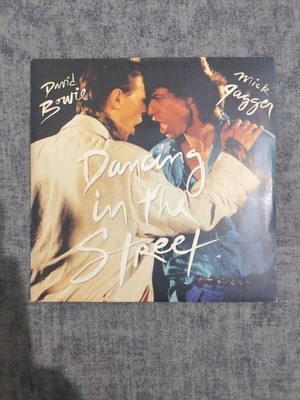 David
Bowie
Mick
Jagger
Dancing
in the
Street